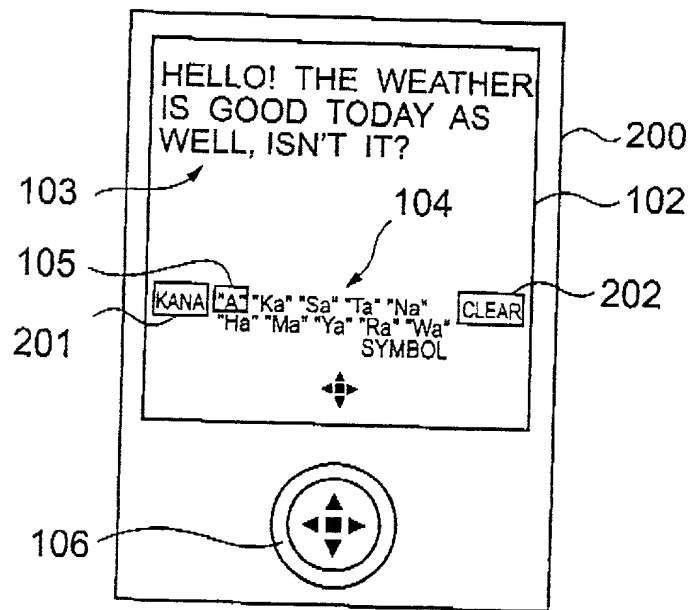 HELLO! THE WEATHER
IS GOOD TODAY AS
WELL, ISN'T IT?
200
102
103
104
105
KANA "A" "Ka" "Sa" "Ta" "Na" CLEAR
202
201
"Ha" "Ma" "Ya" "Ra" "Wa"
SYMBOL
106